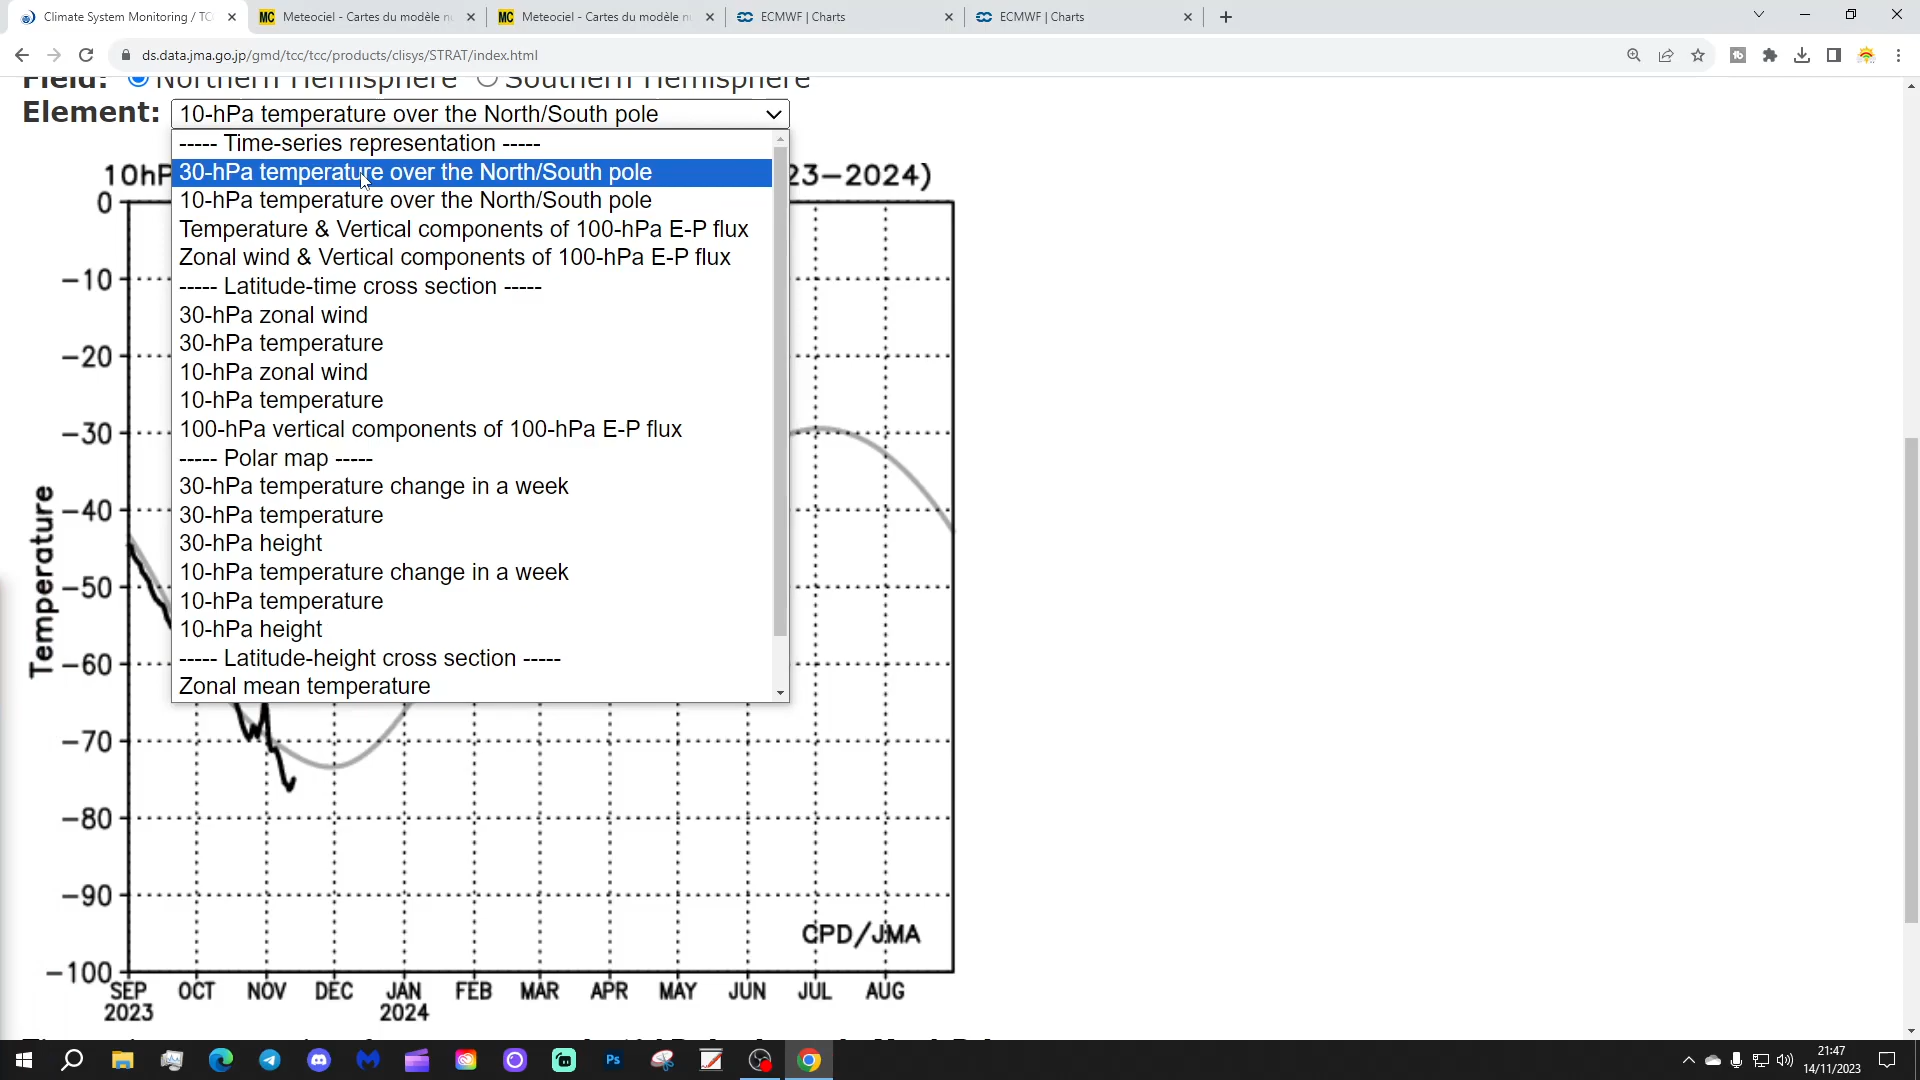 Climate System Monitoring / TC
Meteociel - Cartes du modèle nu
Meteociel - Cartes du modèle nu
ECMWF | Charts
ECMWF | Charts
ds.data.jma.go.jp/gmd/tcc/tcc/products/clisys/STRAT/index.html
Field: Northern Hemisphere Southern Hemisphere
Element: 10-hPa temperature over the North/South pole
----- Time-series representation -----
30-hPa temperature over the North/South pole
10-hPa temperature over the North/South pole
Temperature & Vertical components of 100-hPa E-P flux
Zonal wind & Vertical components of 100-hPa E-P flux
----- Latitude-time cross section -----
30-hPa zonal wind
30-hPa temperature
10-hPa zonal wind
10-hPa temperature
100-hPa vertical components of 100-hPa E-P flux
----- Polar map -----
30-hPa temperature change in a week
30-hPa temperature
30-hPa height
10-hPa temperature change in a week
10-hPa temperature
10-hPa height
----- Latitude-height cross section -----
Zonal mean temperature
10hP
23-2024)
0
-10
-20
-30
-40
-50
-60
-70
-80
-90
-100
Temperature
CPD/JMA
SEP OCT NOV DEC JAN FEB MAR APR MAY JUN JUL AUG
2023 2024
Ps
21:47
14/11/2023